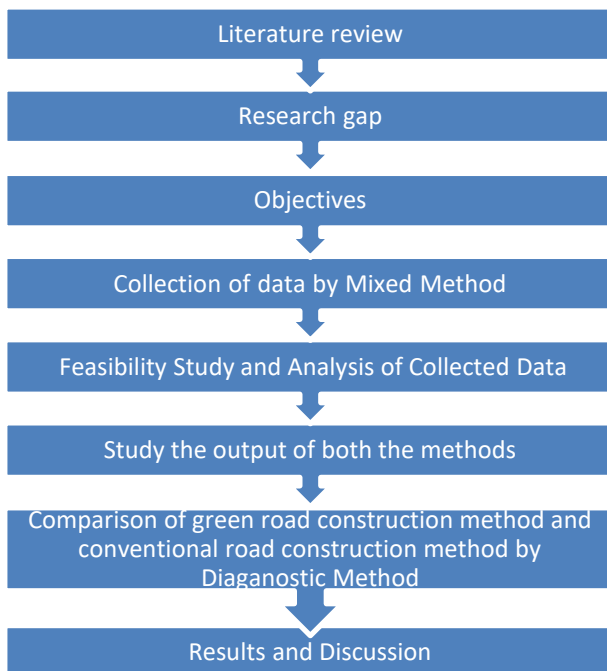 Literature review
Research gap
Objectives
Collection of data by Mixed Method
Feasibility Study and Analysis of Collected Data
Study the output of both the methods
Comparison of green road construction method and
conventional road construction method by
Diaganostic Method
Results and Discussion